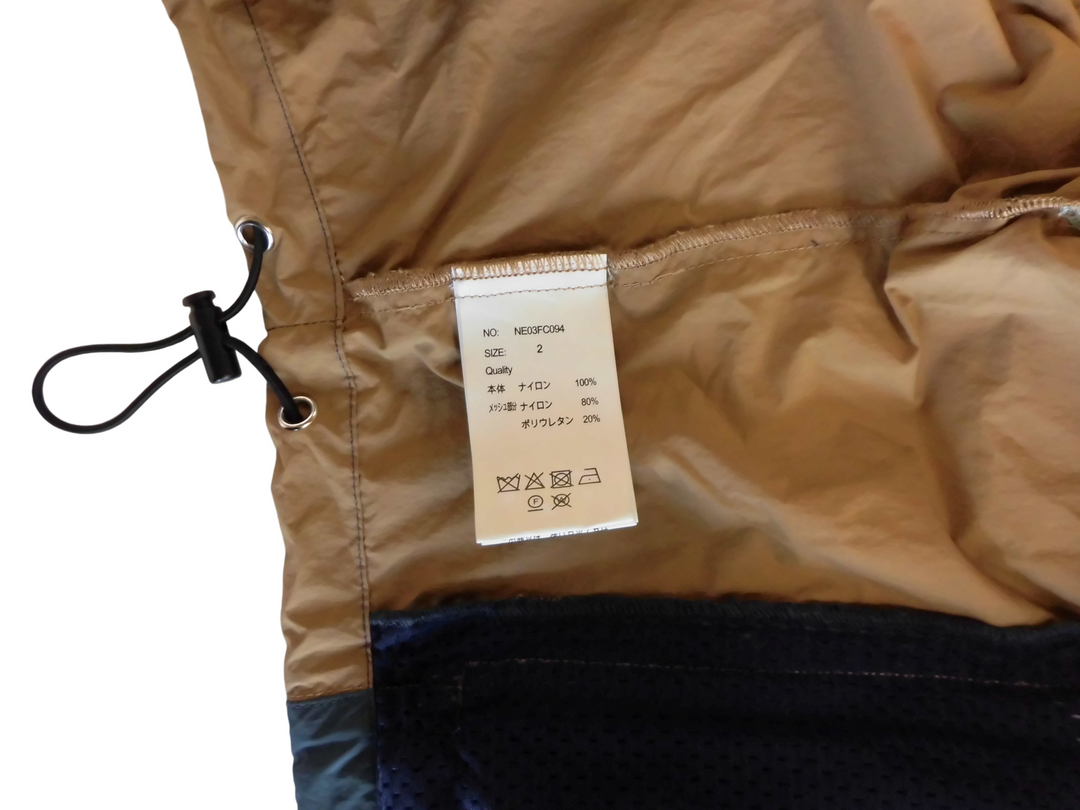 NO: NE03FC094
SIZE: 2
Quality
本体 ナイロン 100%
メッシュ部分 ナイロン 80%
ポリウレタン 20%
F
W